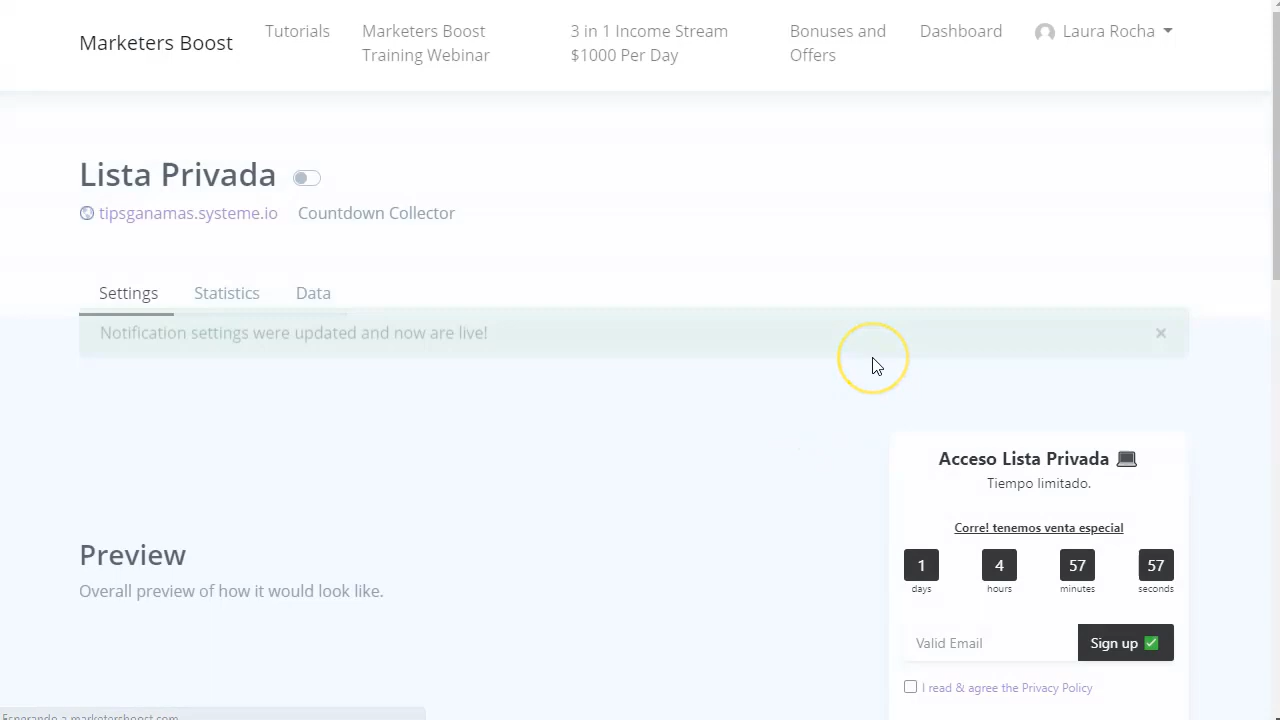 Marketers Boost
Tutorials
Marketers Boost
Training Webinar
3 in 1 Income Stream
$1000 Per Day
Bonuses and
Offers
Dashboard
Laura Rocha
Lista Privada
tipsganamas.systeme.io
Countdown Collector
Settings
Statistics
Data
Notification settings were updated and now are live!
×
Acceso Lista Privada 💻
Tiempo limitado.
Corre! tenemos venta especial
1 4 57 57
days hours minutes seconds
Preview
Overall preview of how it would look like.
Valid Email
Sign up ✅
I read & agree the Privacy Policy
Esperando a marketersboost.com